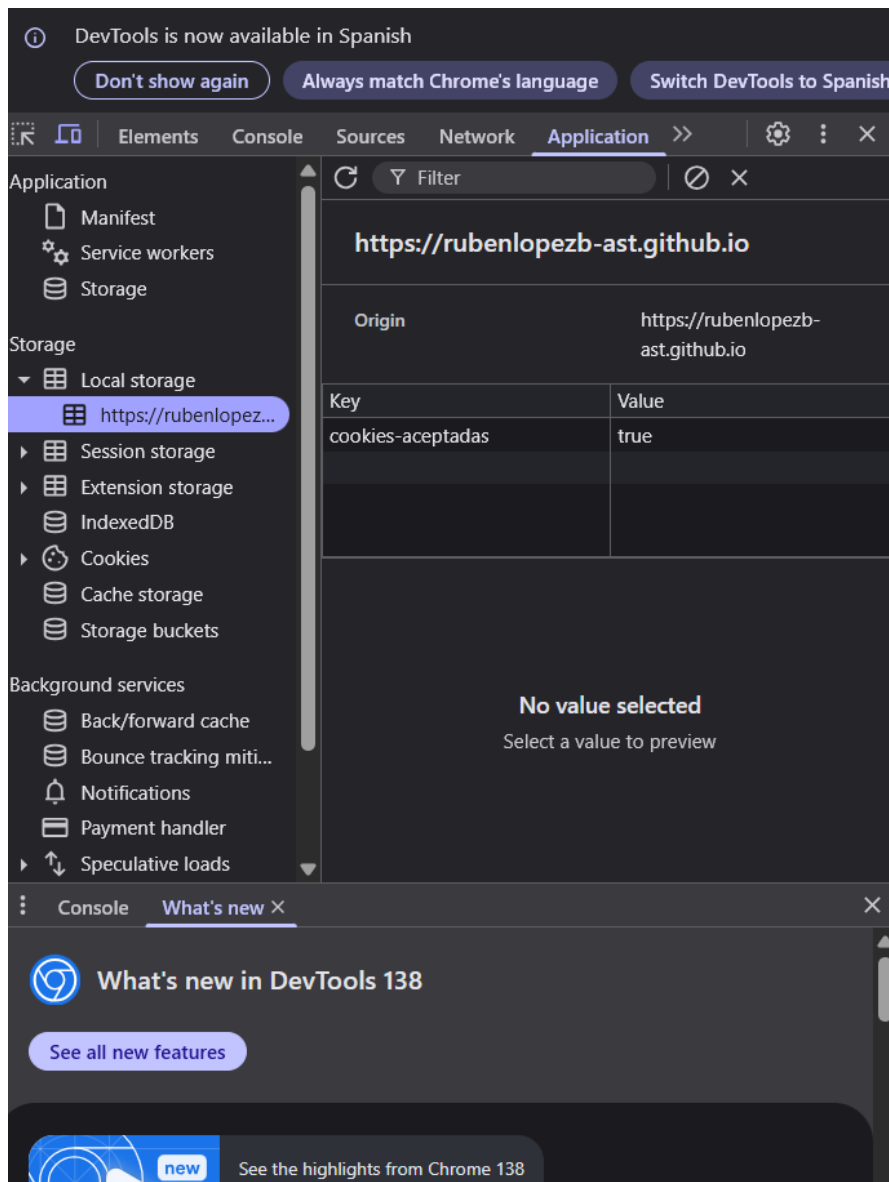 DevTools is now available in Spanish
Don't show again
Always match Chrome's language
Switch DevTools to Spanish
Elements
Console
Sources
Network
Application
Application
Manifest
Service workers
Storage
Storage
Local storage
https://rubenlopez...
Session storage
Extension storage
IndexedDB
Cookies
Cache storage
Storage buckets
Background services
Back/forward cache
Bounce tracking miti...
Notifications
Payment handler
Speculative loads
Filter
https://rubenlopezb-ast.github.io
Origin
https://rubenlopezb-
ast.github.io
Key Value
cookies-aceptadas true
No value selected
Select a value to preview
Console
What's new
What's new in DevTools 138
See all new features
new
See the highlights from Chrome 138